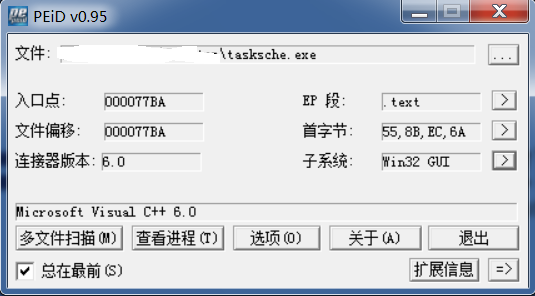 PEiD v0.95
文件: \tasksche.exe ...
入口点: 000077BA EP 段: .text >
文件偏移: 000077BA 首字节: 55,8B,EC,6A >
连接器版本: 6.0 子系统: Win32 GUI >
Microsoft Visual C++ 6.0
多文件扫描(M) 查看进程(T) 选项(O) 关于(A) 退出
总在最前(S) 扩展信息 =>